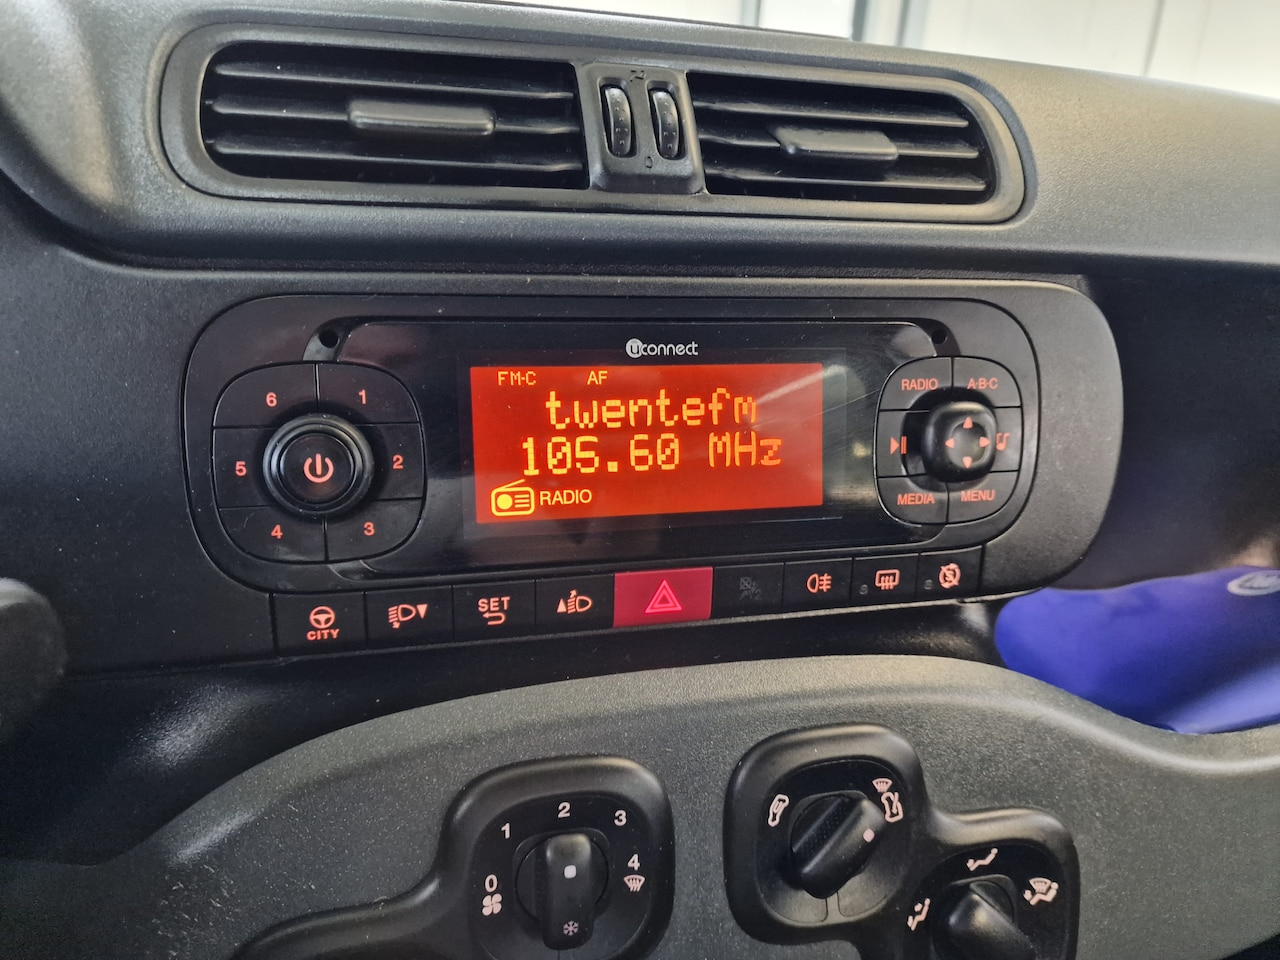 uconnect
FM-C AF
twentefm
105.60 MHz
RADIO
6 1
5 2
4 3
RADIO A·B·C
MEDIA MENU
CITY
SET
0 1 2 3 4